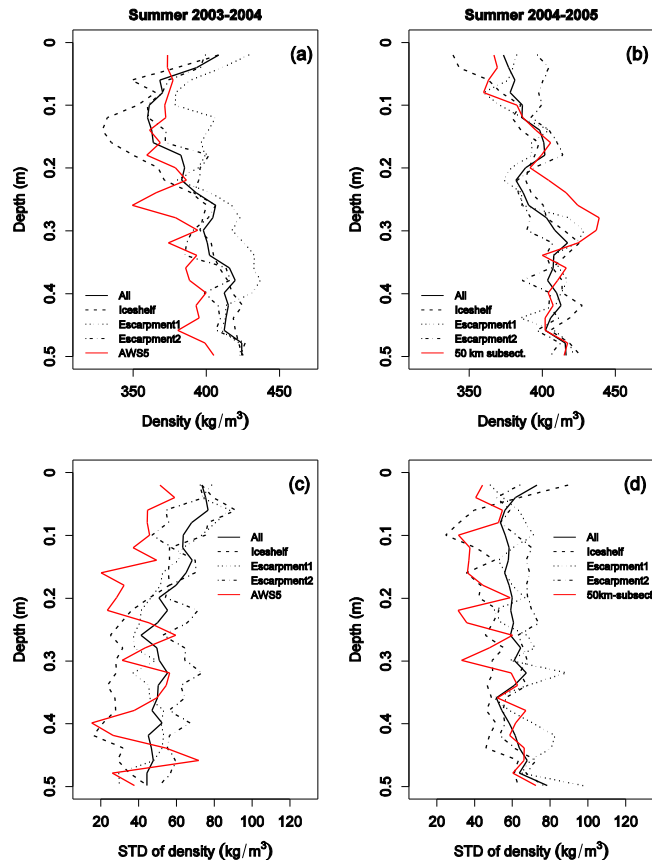 Summer 2003-2004
Summer 2004-2005
(a)
(b)
0
0.1
0.2
0.3
0.4
0.5
Depth (m)
All
Iceshelf
Escarpment1
Escarpment2
AWS5
350
400
450
Density (kg/m³)
0
0.1
0.2
0.3
0.4
0.5
Depth (m)
All
Iceshelf
Escarpment1
Escarpment2
50 km subsect.
350
400
450
Density (kg/m³)
(c)
(d)
0
0.1
0.2
0.3
0.4
0.5
Depth (m)
All
Iceshelf
Escarpment1
Escarpment2
AWS5
20
40
60
80
100
120
STD of density (kg/m³)
0
0.1
0.2
0.3
0.4
0.5
Depth (m)
All
Iceshelf
Escarpment1
Escarpment2
50km-subsect
20
40
60
80
100
120
STD of density (kg/m³)